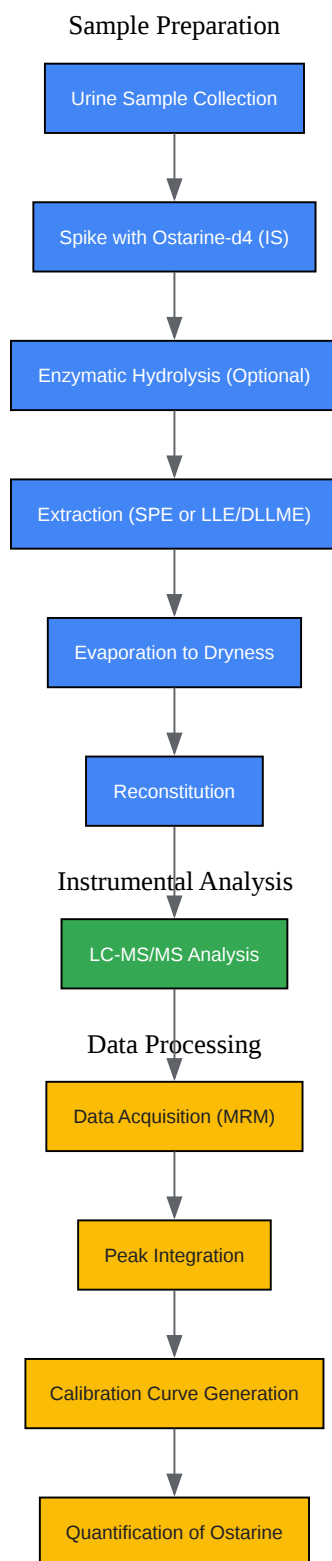 Sample Preparation
Urine Sample Collection
Spike with Ostarine-d4 (IS)
Enzymatic Hydrolysis (Optional)
Extraction (SPE or LLE/DLLME)
Evaporation to Dryness
Reconstitution
Instrumental Analysis
LC-MS/MS Analysis
Data Processing
Data Acquisition (MRM)
Peak Integration
Calibration Curve Generation
Quantification of Ostarine